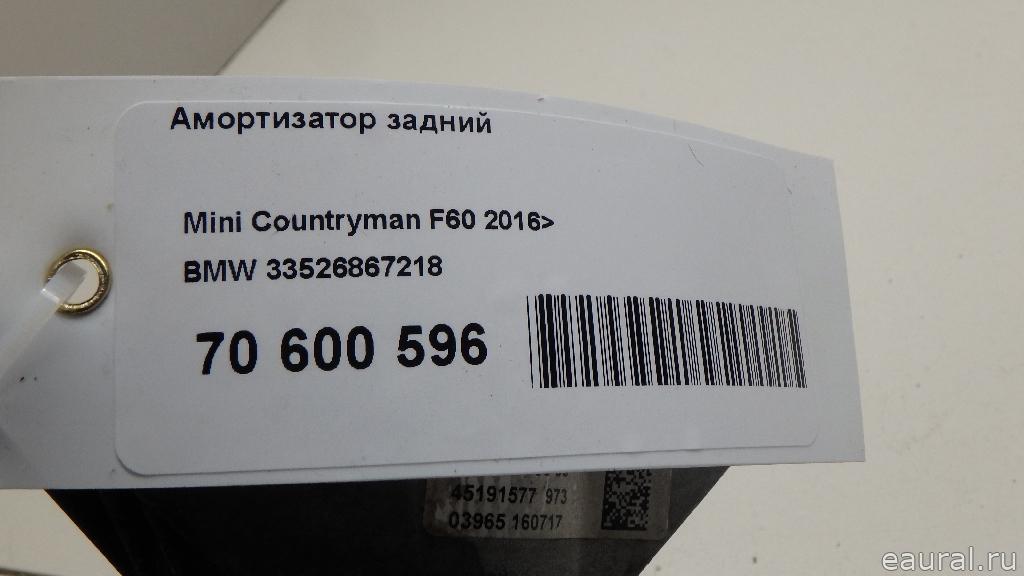 Амортизатор задний
Mini Countryman F60 2016>
BMW 33526867218
70 600 596
45191577 973
03965 160717
eaural.ru